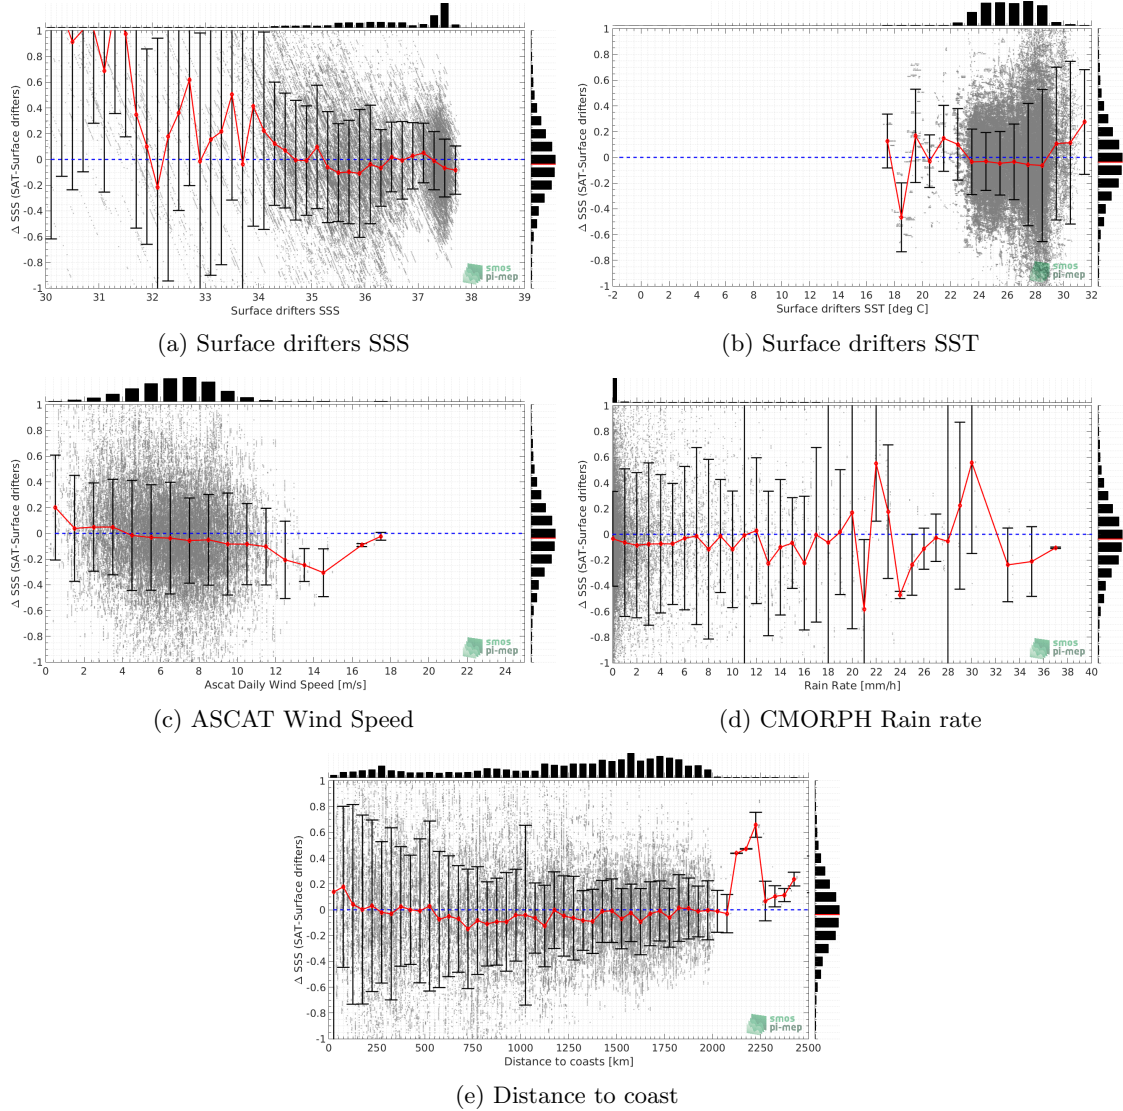 1
0.8
0.6
0.4
0.2
0
-0.2
-0.4
-0.6
-0.8
-1
Δ SSS (SAT-Surface drifters)
30 31 32 33 34 35 36 37 38 39
Surface drifters SSS
smos
pi-mep
(a) Surface drifters SSS
1
0.8
0.6
0.4
0.2
0
-0.2
-0.4
-0.6
-0.8
-1
Δ SSS (SAT-Surface drifters)
-2 0 2 4 6 8 10 12 14 16 18 20 22 24 26 28 30 32
Surface drifters SST [deg C]
smos
pi-mep
(b) Surface drifters SST
1
0.8
0.6
0.4
0.2
0
-0.2
-0.4
-0.6
-0.8
-1
Δ SSS (SAT-Surface drifters)
0 2 4 6 8 10 12 14 16 18 20 22 24
Ascat Daily Wind Speed [m/s]
smos
pi-mep
(c) ASCAT Wind Speed
1
0.8
0.6
0.4
0.2
0
-0.2
-0.4
-0.6
-0.8
-1
Δ SSS (SAT-Surface drifters)
0 2 4 6 8 10 12 14 16 18 20 22 24 26 28 30 32 34 36 38 40
Rain Rate [mm/h]
smos
pi-mep
(d) CMORPH Rain rate
1
0.8
0.6
0.4
0.2
0
-0.2
-0.4
-0.6
-0.8
-1
Δ SSS (SAT-Surface drifters)
0 250 500 750 1000 1250 1500 1750 2000 2250 2500
Distance to coasts [km]
smos
pi-mep
(e) Distance to coast